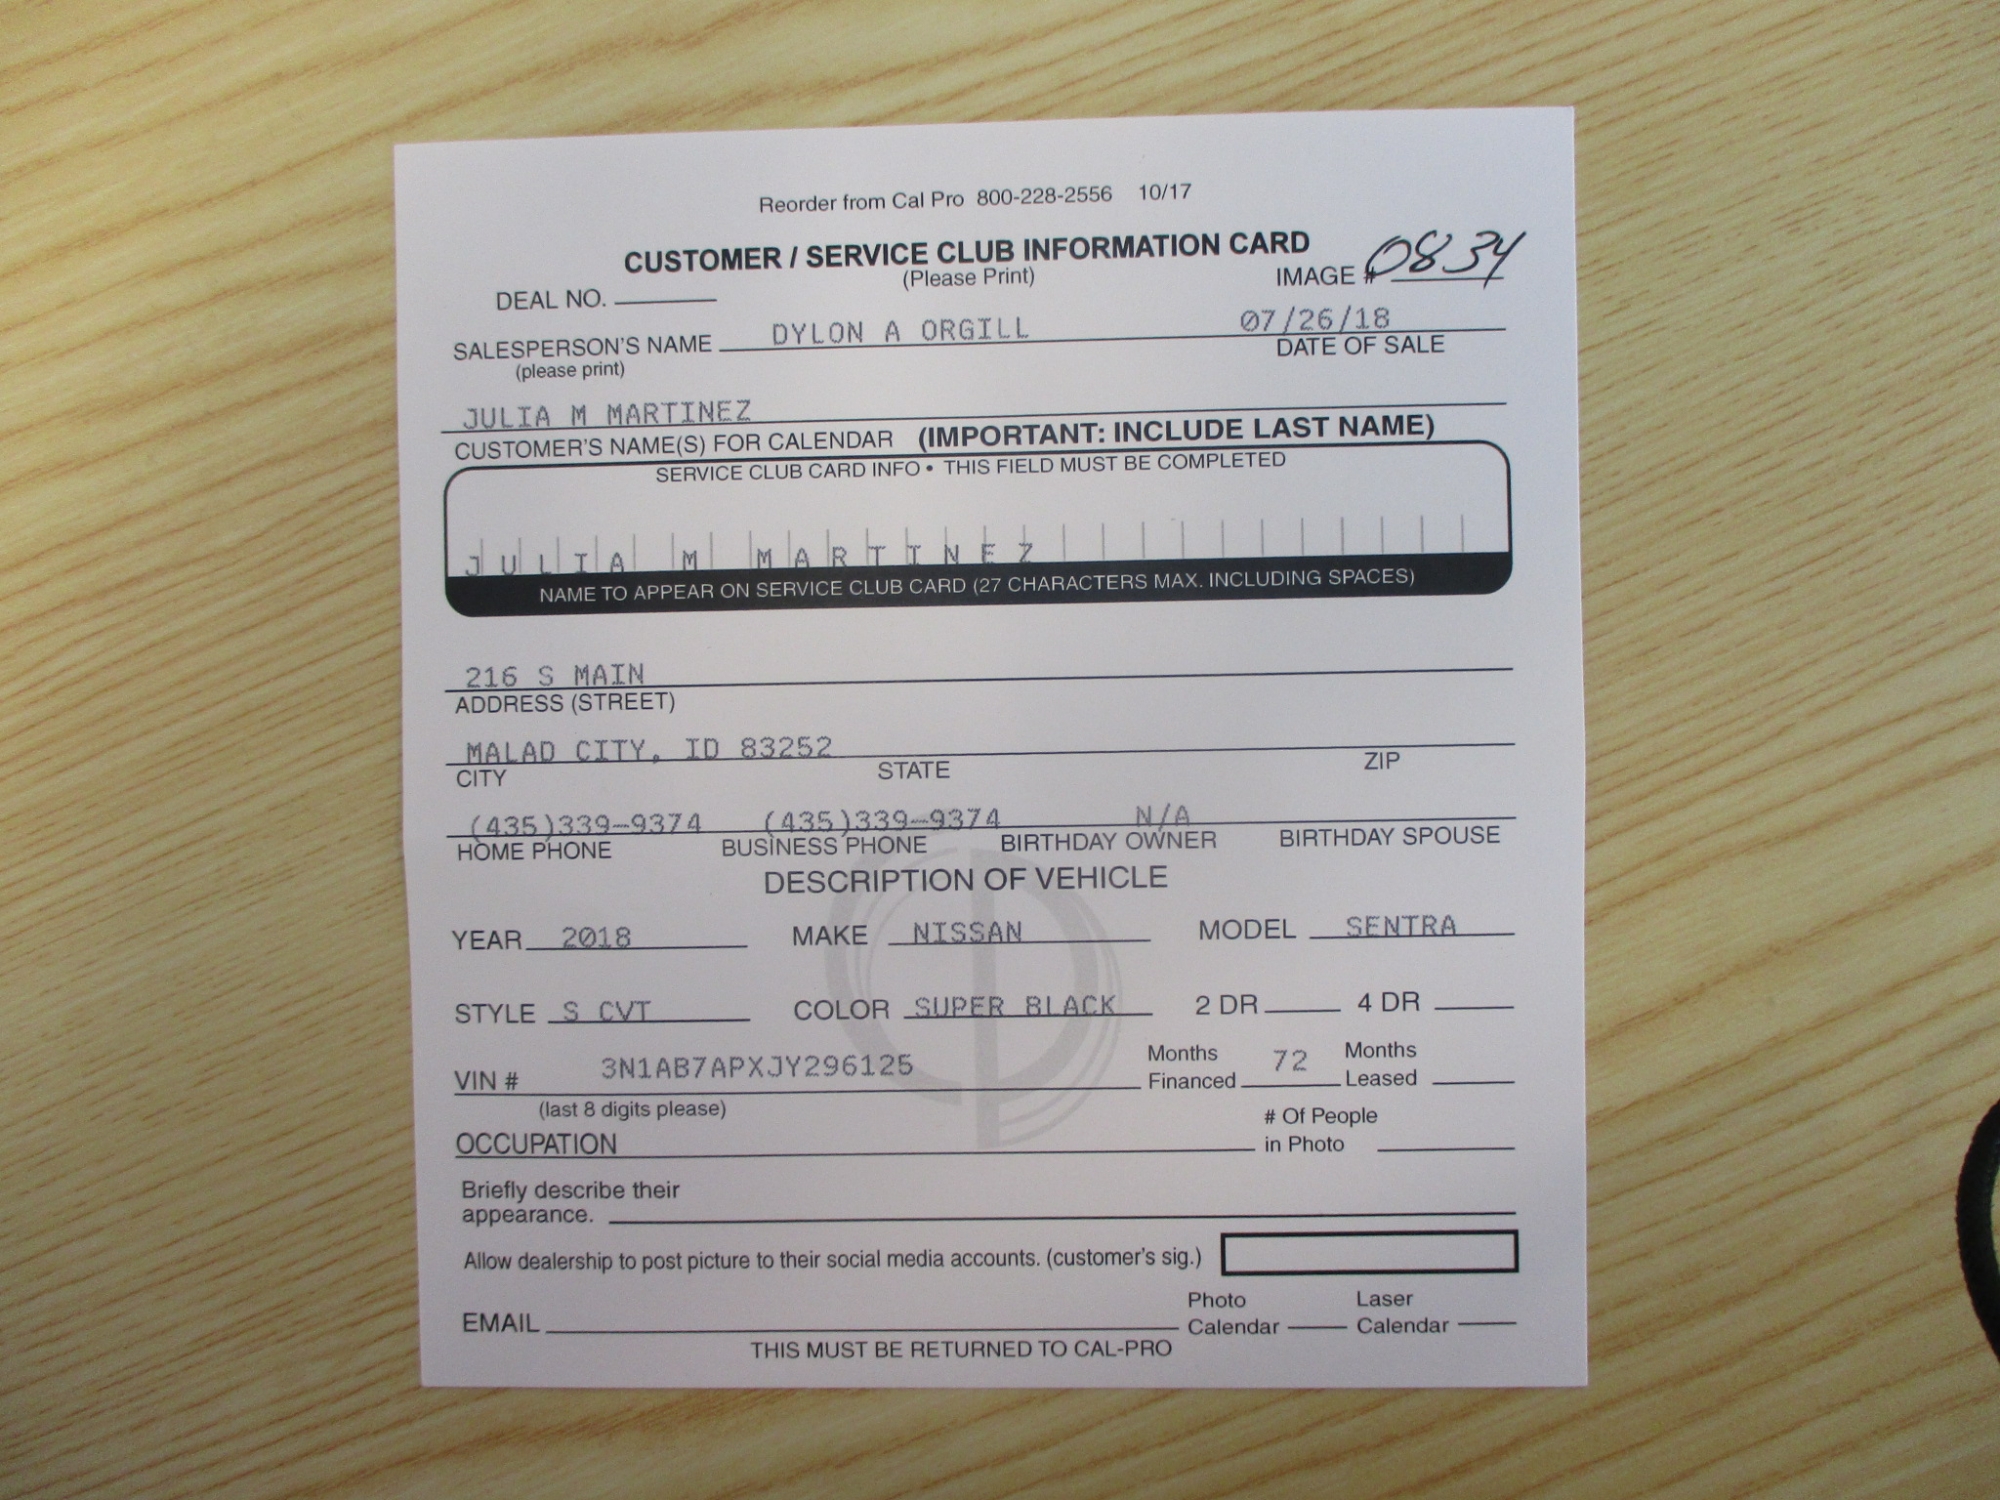 Reorder from Cal Pro 800-228-2556 10/17
CUSTOMER / SERVICE CLUB INFORMATION CARD
(Please Print)
IMAGE # 0834
DEAL NO.
SALESPERSON'S NAME DYLON A ORGILL 07/26/18
(please print) DATE OF SALE
JULIA M MARTINEZ
CUSTOMER'S NAME(S) FOR CALENDAR (IMPORTANT: INCLUDE LAST NAME)
SERVICE CLUB CARD INFO • THIS FIELD MUST BE COMPLETED
JULIA M MARTINEZ
NAME TO APPEAR ON SERVICE CLUB CARD (27 CHARACTERS MAX. INCLUDING SPACES)
216 S MAIN
ADDRESS (STREET)
MALAD CITY, ID 83252
CITY STATE ZIP
(435)339-9374 (435)339-9374 N/A
HOME PHONE BUSINESS PHONE BIRTHDAY OWNER BIRTHDAY SPOUSE
DESCRIPTION OF VEHICLE
YEAR 2018 MAKE NISSAN MODEL SENTRA
STYLE S CVT COLOR SUPER BLACK 2 DR 4 DR
VIN # 3N1AB7APXJY296125 Months Financed 72 Months Leased
(last 8 digits please)
OCCUPATION # Of People in Photo
Briefly describe their
appearance.
Allow dealership to post picture to their social media accounts. (customer's sig.)
EMAIL Photo Calendar Laser Calendar
THIS MUST BE RETURNED TO CAL-PRO